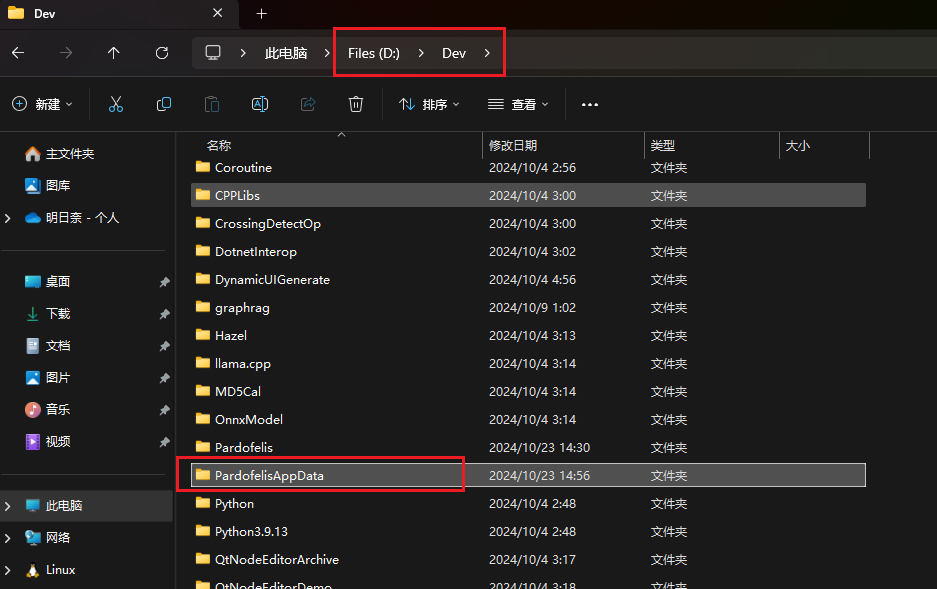 Dev
此电脑 Files (D:) Dev
新建 排序 查看
名称 修改日期 类型 大小
主文件夹
图库
明日奈 - 个人
桌面
下载
文档
图片
音乐
视频
此电脑
网络
Linux
Coroutine 2024/10/4 2:56 文件夹
CPPLibs 2024/10/4 3:00 文件夹
CrossingDetectOp 2024/10/4 3:00 文件夹
DotnetInterop 2024/10/4 3:02 文件夹
DynamicUIGenerate 2024/10/4 4:56 文件夹
graphrag 2024/10/9 1:02 文件夹
Hazel 2024/10/4 3:13 文件夹
llama.cpp 2024/10/4 3:14 文件夹
MD5Cal 2024/10/4 3:14 文件夹
OnnxModel 2024/10/4 3:14 文件夹
Pardofelis 2024/10/23 14:30 文件夹
PardofelisAppData 2024/10/23 14:56 文件夹
Python 2024/10/4 2:48 文件夹
Python3.9.13 2024/10/4 2:48 文件夹
QtNodeEditorArchive 2024/10/4 3:17 文件夹
QtNodeEditorDemo 2024/10/4 3:18 文件夹